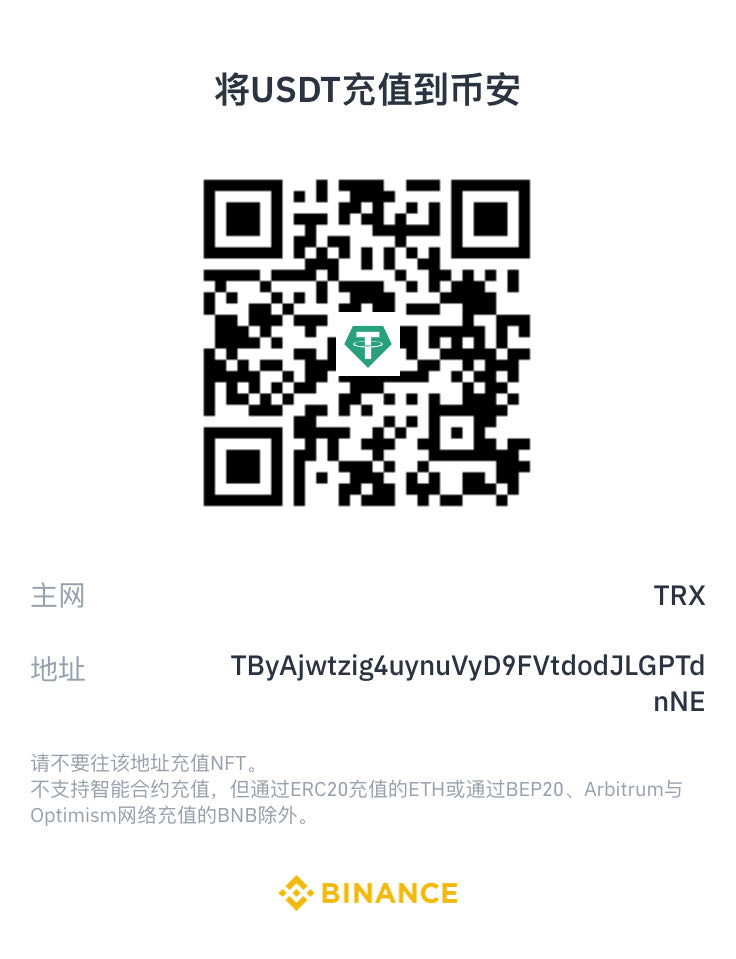 将USDT充值到币安
主网
TRX
地址
TByAjwtzig4uynuVyD9FVtdodJLGPTd
nNE
请不要往该地址充值NFT。
不支持智能合约充值，但通过ERC20充值的ETH或通过BEP20、Arbitrum与
Optimism网络充值的BNB除外。
BINANCE